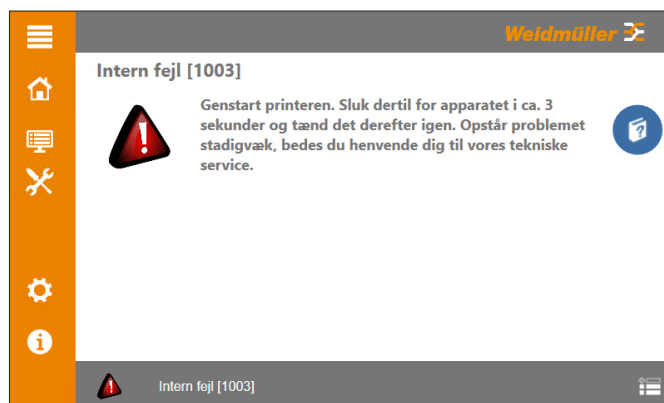 Weidmüller
Intern fejl [1003]
Genstart printeren. Sluk dertil for apparatet i ca. 3
sekunder og tænd det derefter igen. Opstår problemet
stadigvæk, bedes du henvende dig til vores tekniske
service.
Intern fejl [1003]